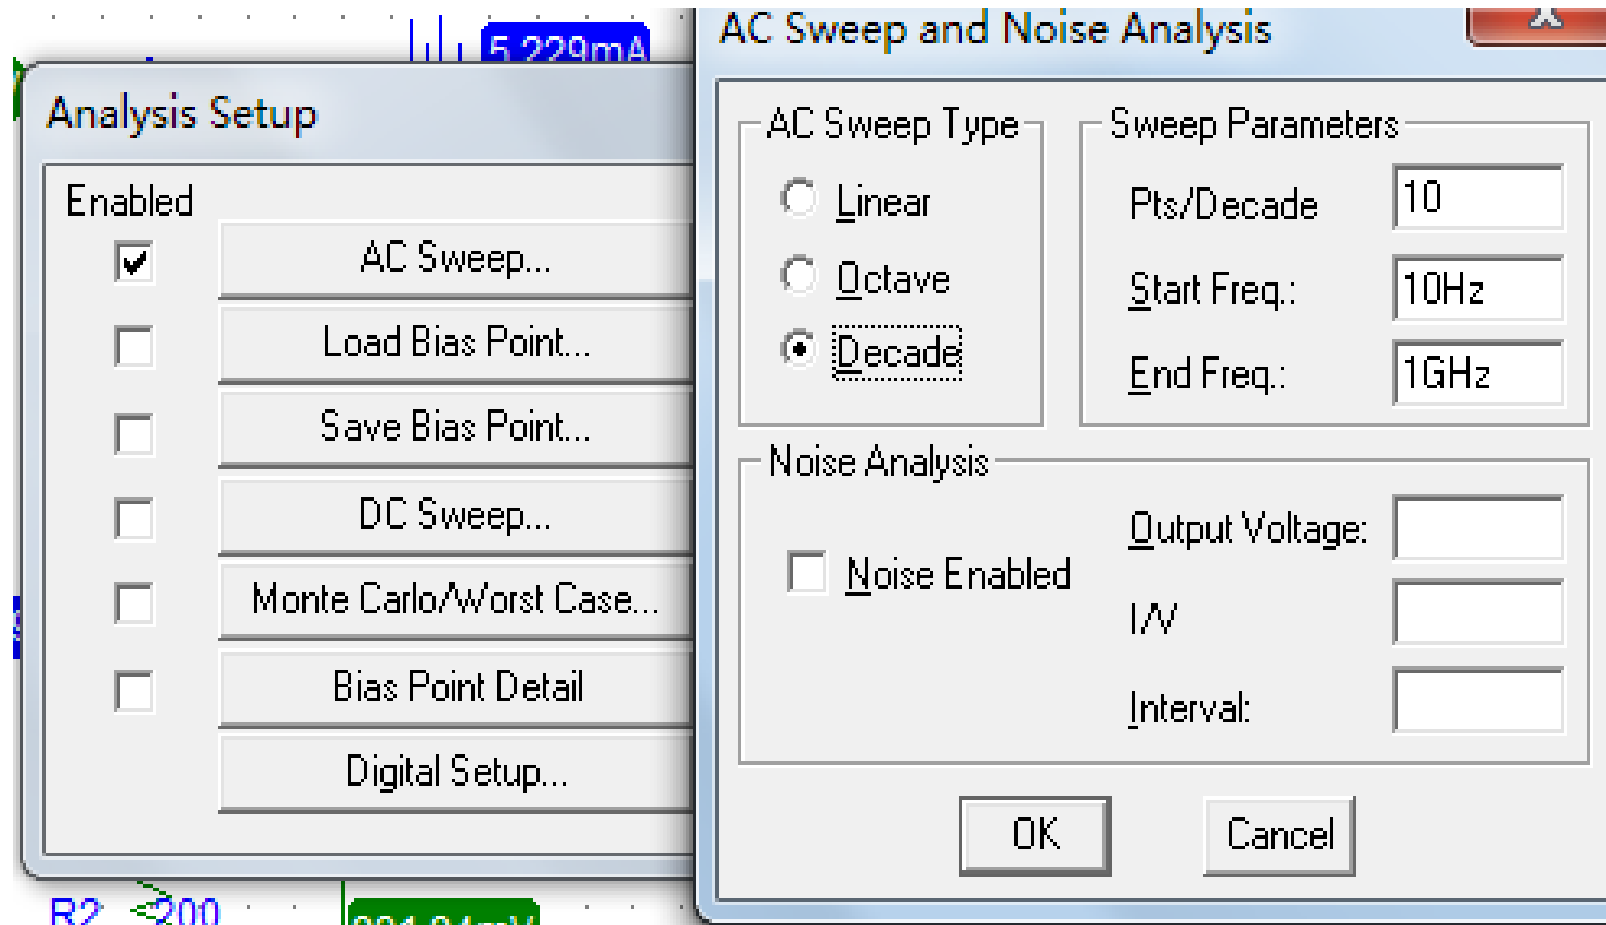 5.229mA
Analysis Setup
Enabled
AC Sweep...
Load Bias Point...
Save Bias Point...
DC Sweep...
Monte Carlo/Worst Case...
Bias Point Detail
Digital Setup...
R2 200
AC Sweep and Noise Analysis
AC Sweep Type
Linear
Octave
Decade
Sweep Parameters
Pts/Decade 10
Start Freq.: 10Hz
End Freq.: 1GHz
Noise Analysis
Noise Enabled
Output Voltage:
I/V
Interval:
OK Cancel